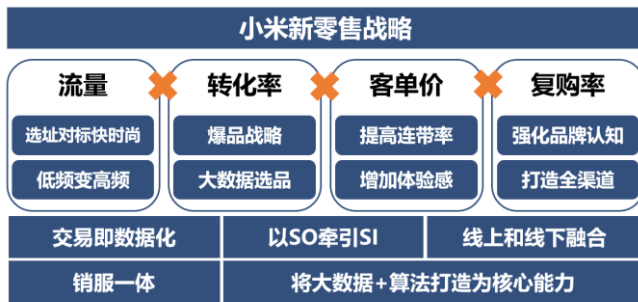 小米新零售战略
流量
转化率
客单价
复购率
选址对标快时尚
爆品战略
提高连带率
强化品牌认知
低频变高频
大数据选品
增加体验感
打造全渠道
交易即数据化
以SO牵引SI
线上和线下融合
销服一体
将大数据+算法打造为核心能力